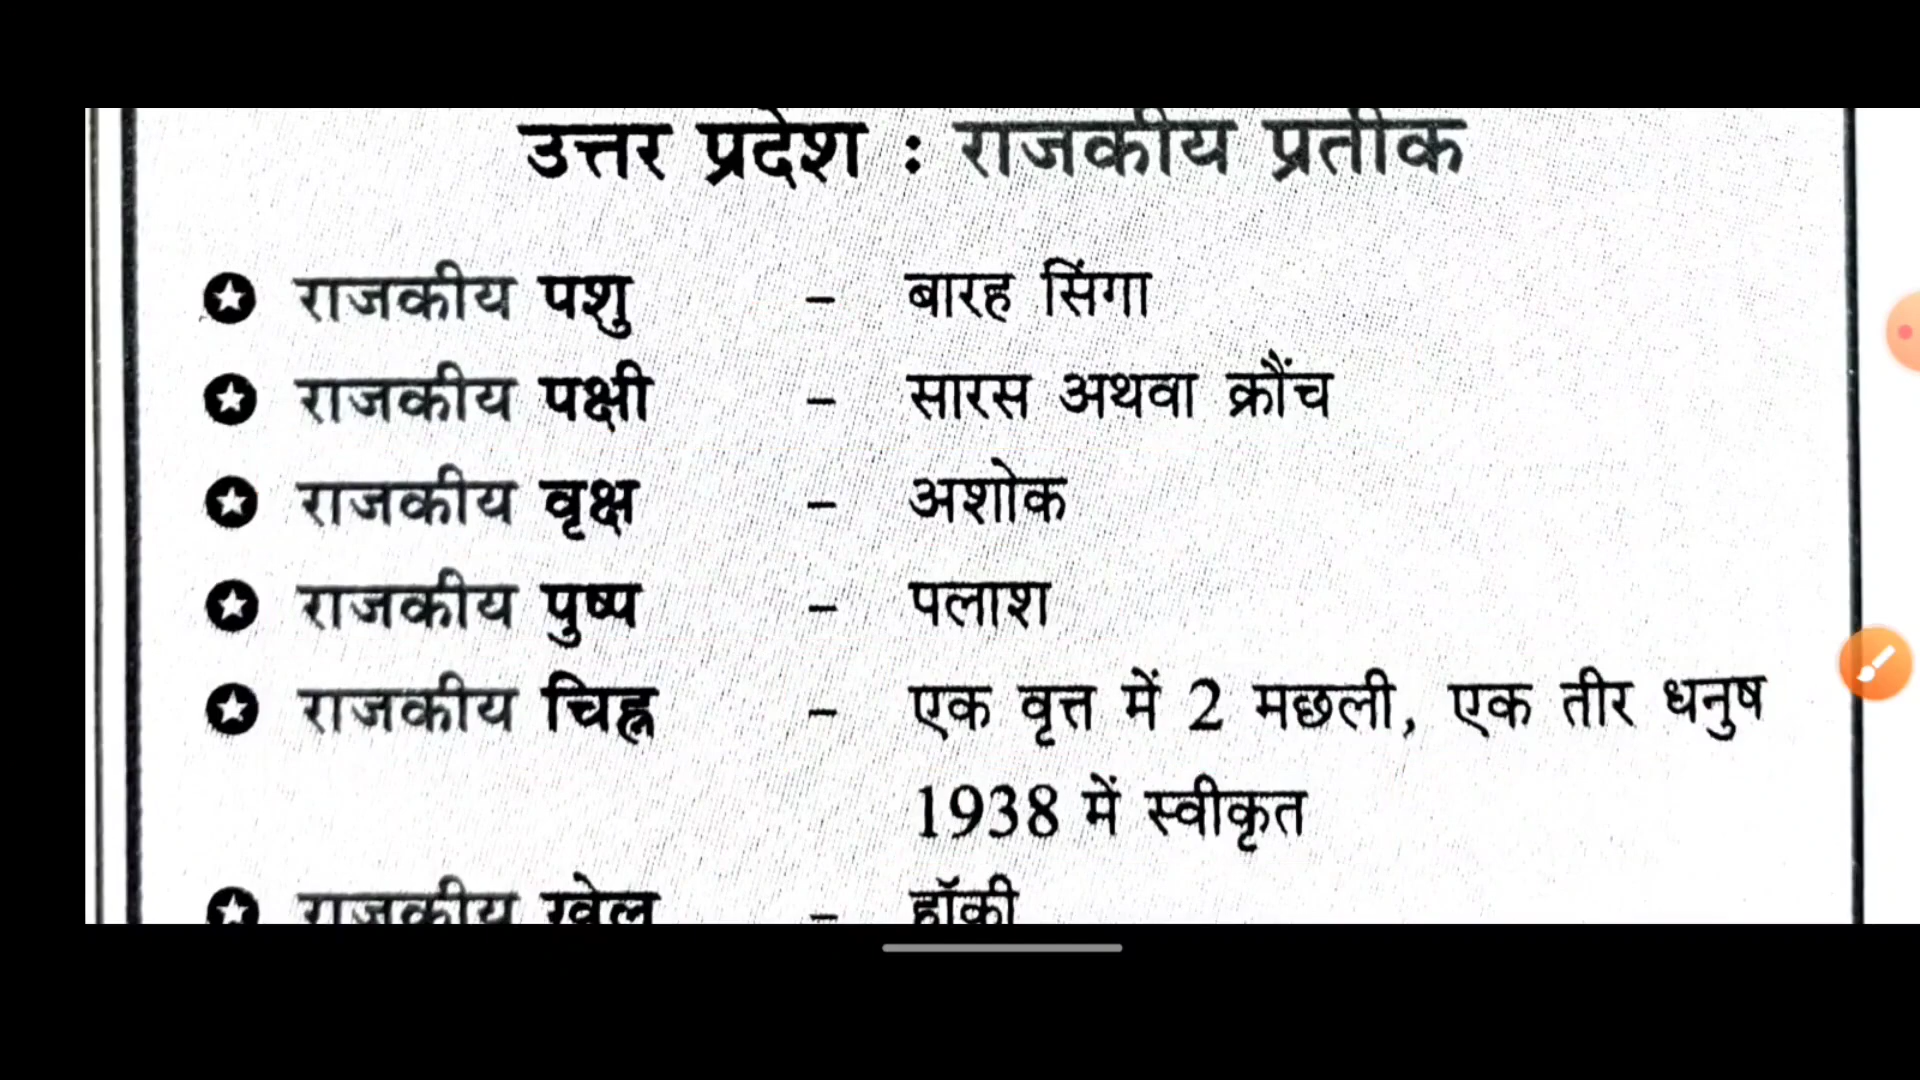 उत्तर प्रदेश : राजकीय प्रतीक
राजकीय पशु - बारह सिंगा
राजकीय पक्षी - सारस अथवा क्रौंच
राजकीय वृक्ष - अशोक
राजकीय पुष्प - पलाश
राजकीय चिह्न - एक वृत्त में 2 मछली, एक तीर धनुष
1938 में स्वीकृत
राजकीय खेल - हॉकी